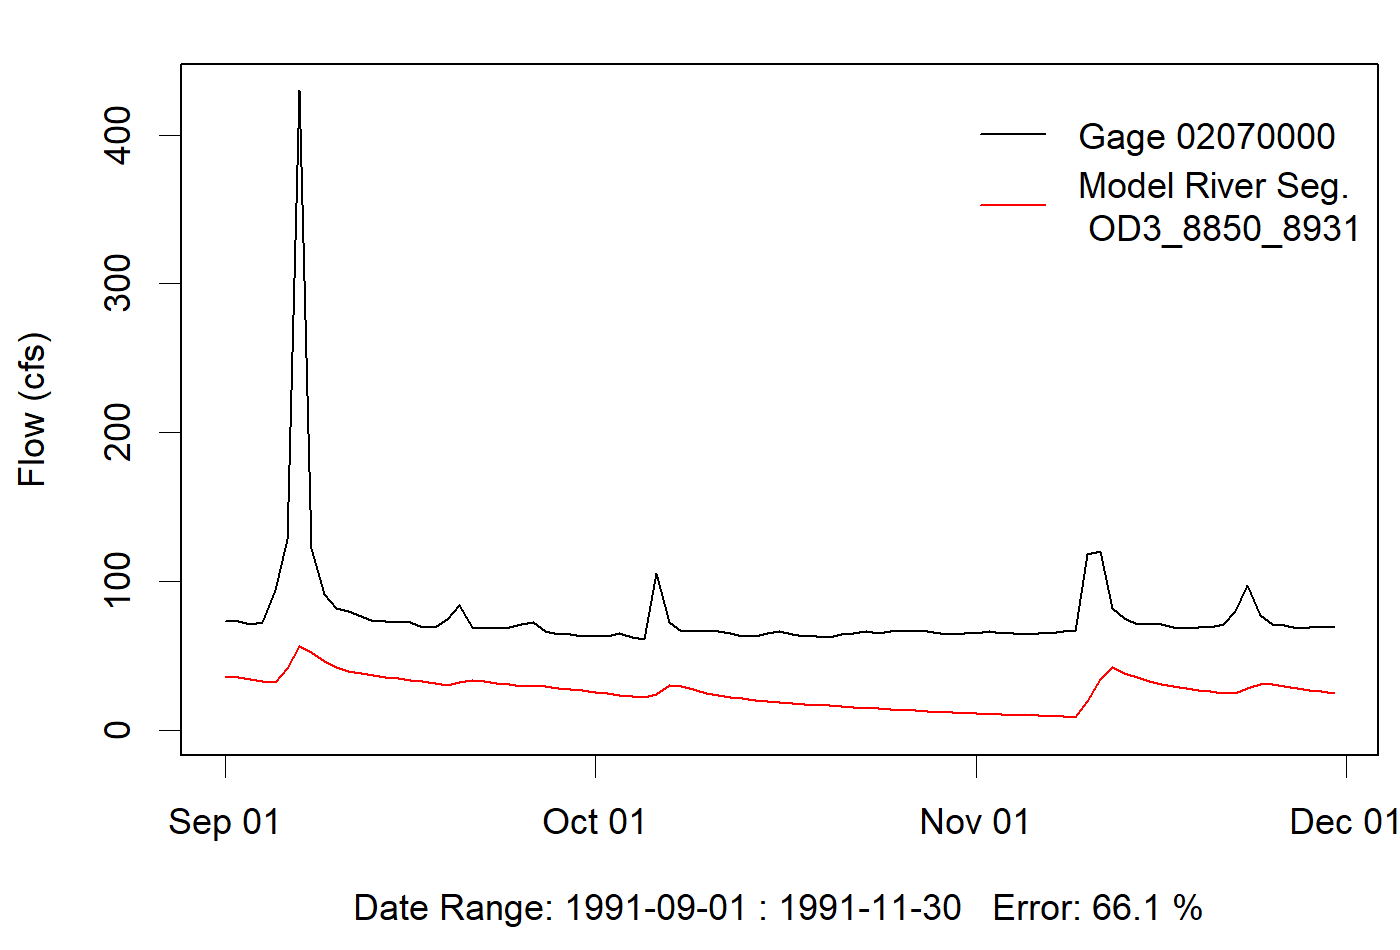 Gage 02070000
Model River Seg.
OD3_8850_8931
Flow (cfs)
400
300
200
100
0
Sep 01
Oct 01
Nov 01
Dec 01
Date Range: 1991-09-01 : 1991-11-30   Error: 66.1 %